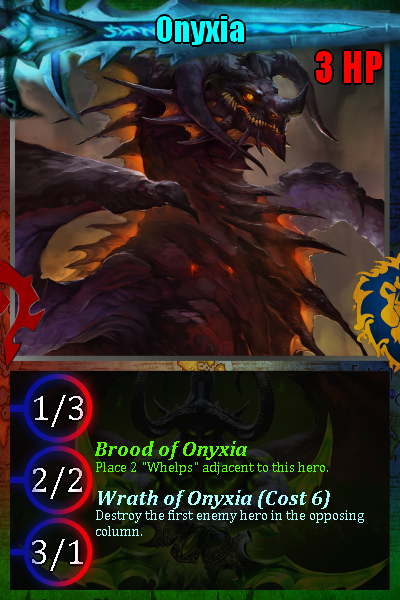 Onyxia
3 HP
1/3
Brood of Onyxia
Place 2 "Whelps" adjacent to this hero.
2/2
Wrath of Onyxia (Cost 6)
Destroy the first enemy hero in the opposing
column.
3/1